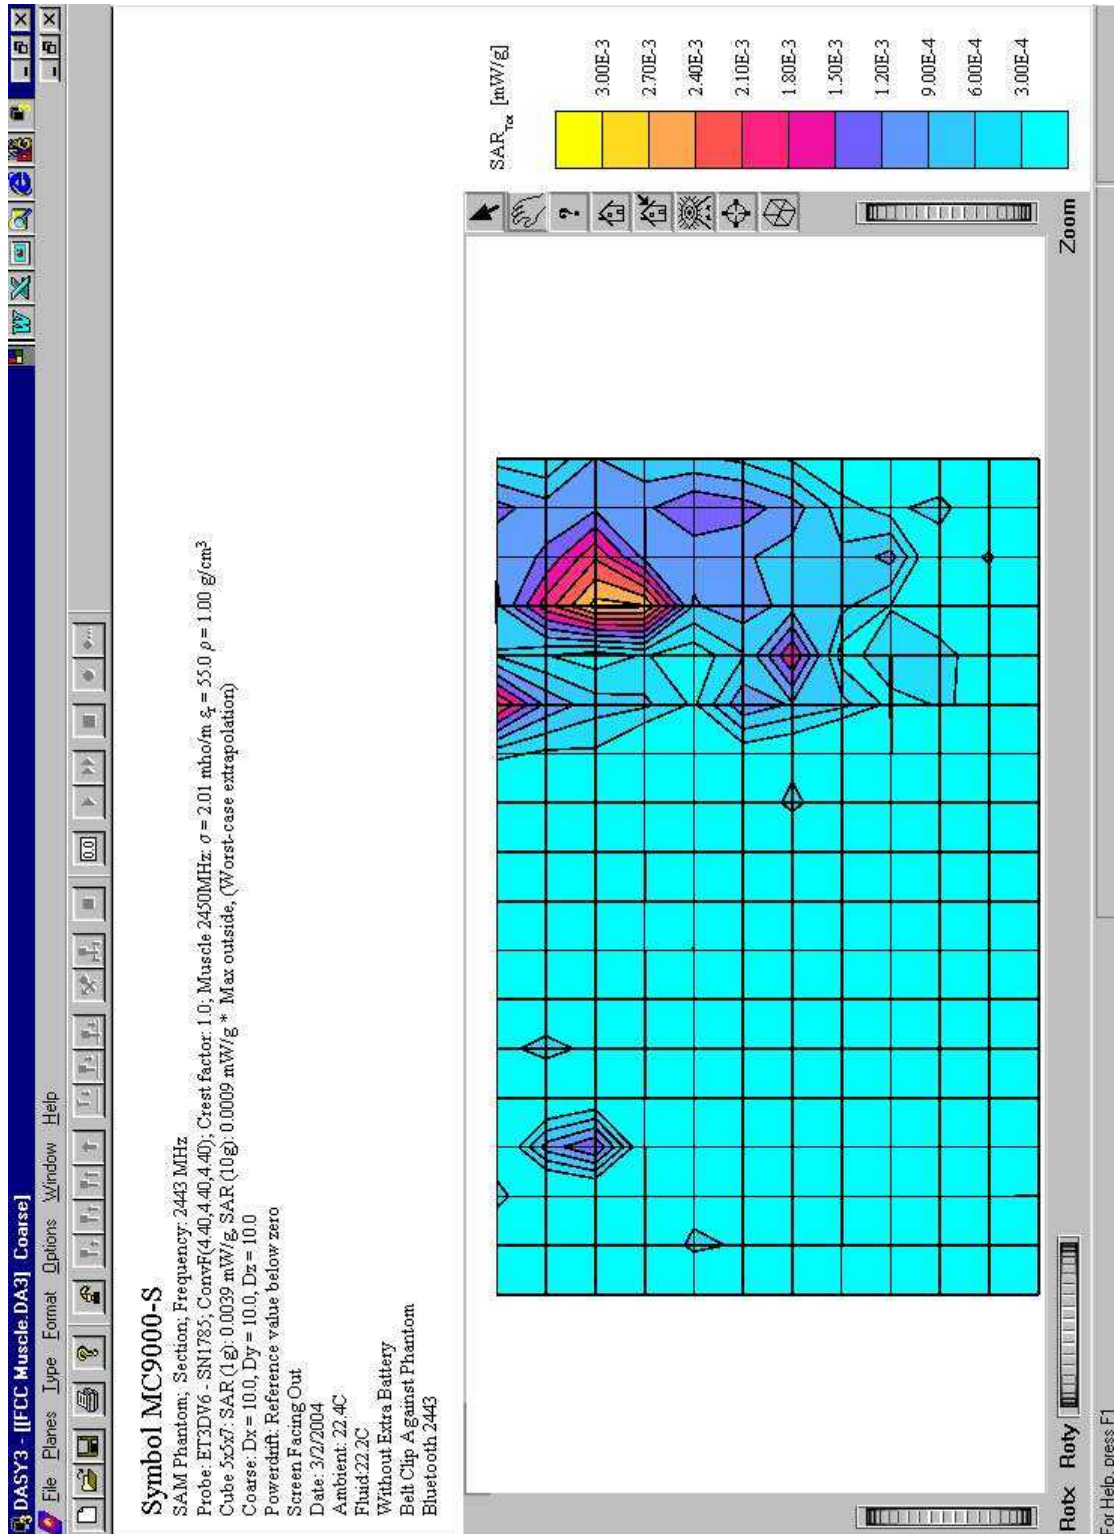 DASY3 - [[FCC Muscle.DA3] Coarse]
File Planes Type Format Options Window Help
0.0
Symbol MC9000-S
SAM Phantom; Section; Frequency: 2443 MHz
Probe: ET3DV6 - SN1785; ConvF(4.40,4.40,4.40); Crest factor: 1.0; Muscle 2450MHz: σ = 2.01 mho/m εr = 55.0 ρ = 1.00 g/cm³
Cube 5x5x7: SAR (1g): 0.0039 mW/g, SAR (10g): 0.0009 mW/g * Max outside, (Worst-case extrapolation)
Coarse: Dx = 10.0, Dy = 10.0, Dz = 10.0
Powerdrift: Reference value below zero
Screen Facing Out
Date: 3/2/2004
Ambient: 22.4C
Fluid:22.2C
Without Extra Battery
Belt Clip Against Phantom
Bluetooth 2443
SAR Tot [mW/g]
3.00E-3
2.70E-3
2.40E-3
2.10E-3
1.80E-3
1.50E-3
1.20E-3
9.00E-4
6.00E-4
3.00E-4
Rotx Roty Zoom
For Help, press F1